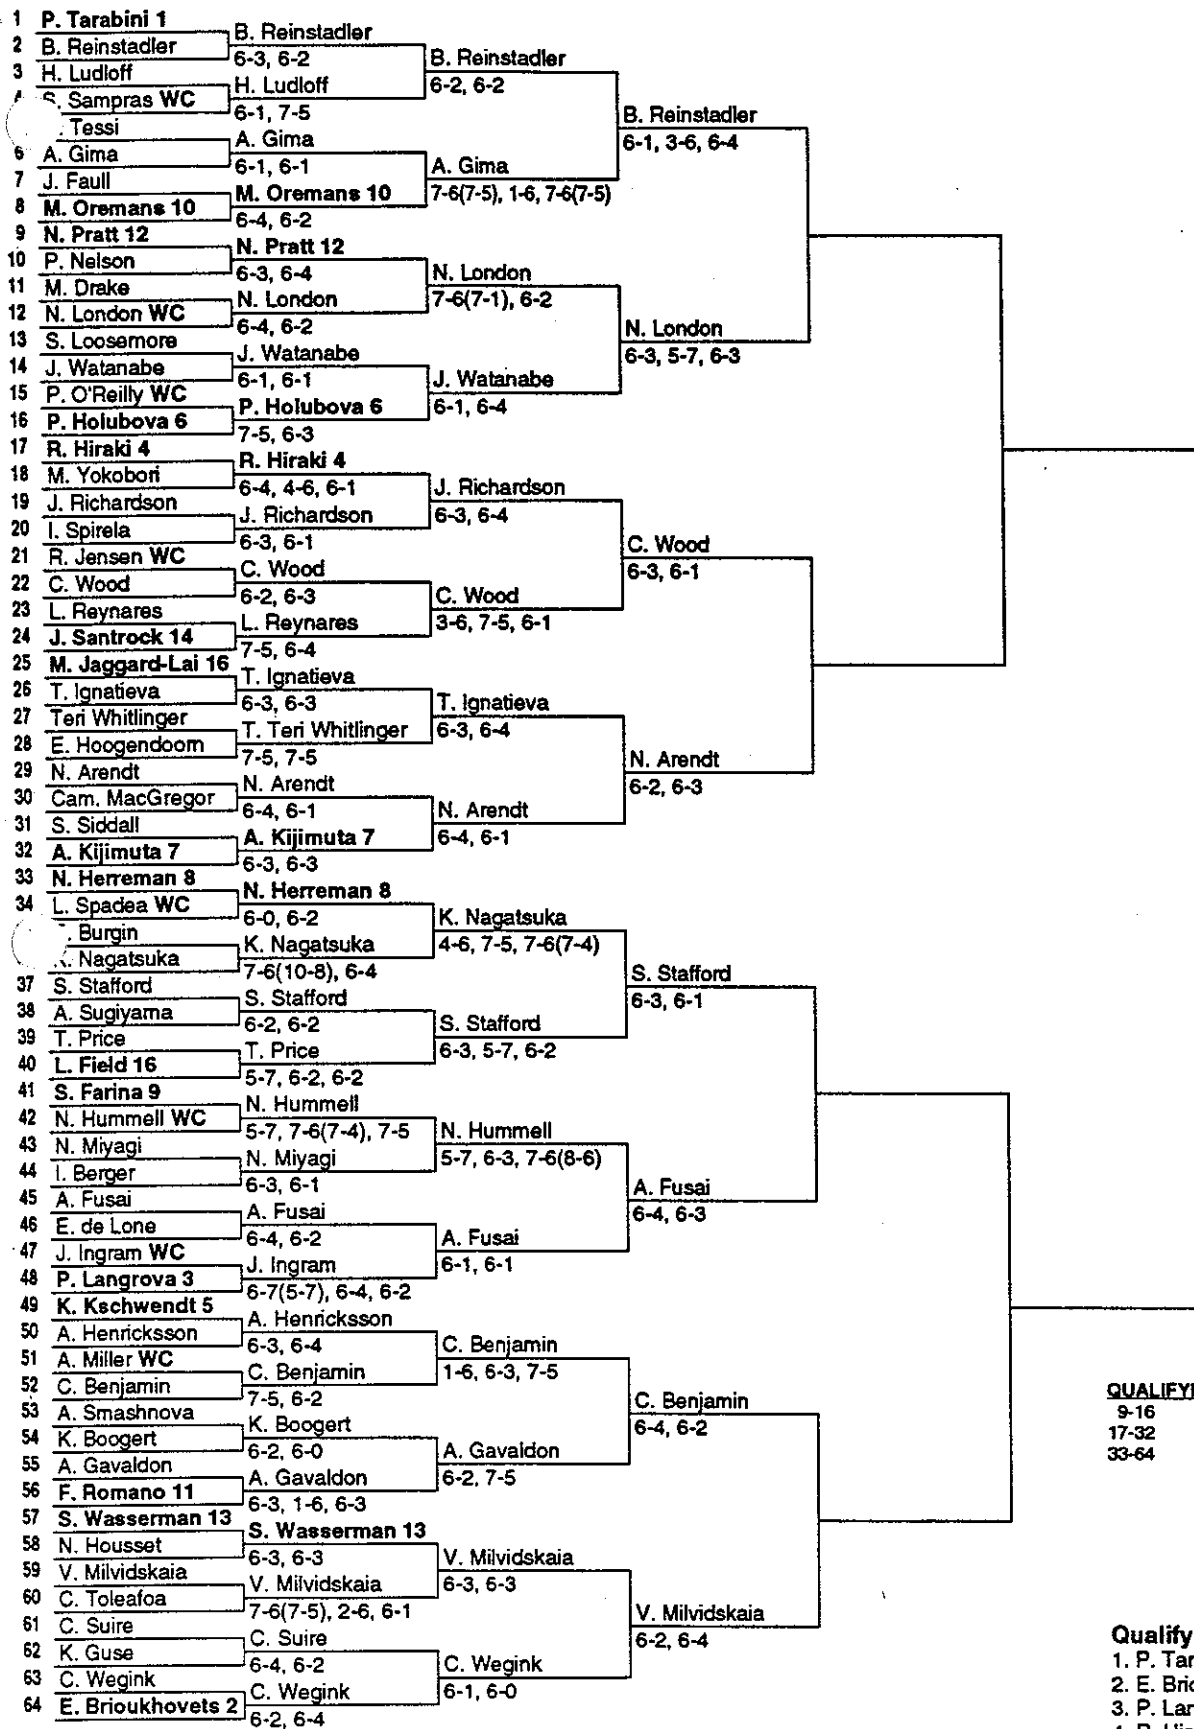 1 P. Tarabini 1
2 B. Reinstadler
3 H. Ludloff
S. Sampras WC
Tessi
6 A. Gima
7 J. Faull
8 M. Oremans 10
9 N. Pratt 12
10 P. Nelson
11 M. Drake
12 N. London WC
13 S. Loosemore
14 J. Watanabe
15 P. O'Reilly WC
16 P. Holubova 6
17 R. Hiraki 4
18 M. Yokobori
19 J. Richardson
20 I. Spirela
21 R. Jensen WC
22 C. Wood
23 L. Reynares
24 J. Santrock 14
25 M. Jaggard-Lai 16
26 T. Ignatieva
27 Teri Whitlinger
28 E. Hoogendoorn
29 N. Arendt
30 Cam. MacGregor
31 S. Siddall
32 A. Kijimuta 7
33 N. Herreman 8
34 L. Spadea WC
Burgin
K. Nagatsuka
37 S. Stafford
38 A. Sugiyama
39 T. Price
40 L. Field 16
41 S. Farina 9
42 N. Hummell WC
43 N. Miyagi
44 I. Berger
45 A. Fusai
46 E. de Lone
47 J. Ingram WC
48 P. Langrova 3
49 K. Kschwendt 5
50 A. Henricksson
51 A. Miller WC
52 C. Benjamin
53 A. Smashnova
54 K. Boogert
55 A. Gavaldon
56 F. Romano 11
57 S. Wasserman 13
58 N. Housset
59 V. Milvidskaia
60 C. Toleafoa
61 C. Suire
62 K. Guse
63 C. Wegink
64 E. Brioukhovets 2
B. Reinstadler
6-3, 6-2
H. Ludloff
6-1, 7-5
A. Gima
6-1, 6-1
M. Oremans 10
6-4, 6-2
N. Pratt 12
6-3, 6-4
N. London
6-4, 6-2
J. Watanabe
6-1, 6-1
P. Holubova 6
7-5, 6-3
R. Hiraki 4
6-4, 4-6, 6-1
J. Richardson
6-3, 6-1
C. Wood
6-2, 6-3
L. Reynares
7-5, 6-4
T. Ignatieva
6-3, 6-3
T. Teri Whitlinger
7-5, 7-5
N. Arendt
6-4, 6-1
A. Kijimuta 7
6-3, 6-3
N. Herreman 8
6-0, 6-2
K. Nagatsuka
7-6(10-8), 6-4
S. Stafford
6-2, 6-2
T. Price
5-7, 6-2, 6-2
N. Hummell
5-7, 7-6(7-4), 7-5
N. Miyagi
6-3, 6-1
A. Fusai
6-4, 6-2
J. Ingram
6-7(5-7), 6-4, 6-2
A. Henricksson
6-3, 6-4
C. Benjamin
7-5, 6-2
K. Boogert
6-2, 6-0
A. Gavaldon
6-3, 1-6, 6-3
S. Wasserman 13
6-3, 6-3
V. Milvidskaia
7-6(7-5), 2-6, 6-1
C. Suire
6-4, 6-2
C. Wegink
6-2, 6-4
B. Reinstadler
6-2, 6-2
A. Gima
7-6(7-5), 1-6, 7-6(7-5)
N. London
7-6(7-1), 6-2
J. Watanabe
6-1, 6-4
J. Richardson
6-3, 6-4
C. Wood
3-6, 7-5, 6-1
T. Ignatieva
6-3, 6-4
N. Arendt
6-4, 6-1
K. Nagatsuka
4-6, 7-5, 7-6(7-4)
S. Stafford
6-3, 5-7, 6-2
N. Hummell
5-7, 6-3, 7-6(8-6)
A. Fusai
6-1, 6-1
C. Benjamin
1-6, 6-3, 7-5
A. Gavaldon
6-2, 7-5
V. Milvidskaia
6-3, 6-3
C. Wegink
6-1, 6-0
B. Reinstadler
6-1, 3-6, 6-4
N. London
6-3, 5-7, 6-3
C. Wood
6-3, 6-1
N. Arendt
6-2, 6-3
S. Stafford
6-3, 6-1
A. Fusai
6-4, 6-3
C. Benjamin
6-4, 6-2
V. Milvidskaia
6-2, 6-4
QUALIFYI
9-16
17-32
33-64
Qualify
1. P. Tar
2. E. Brio
3. P. Lan